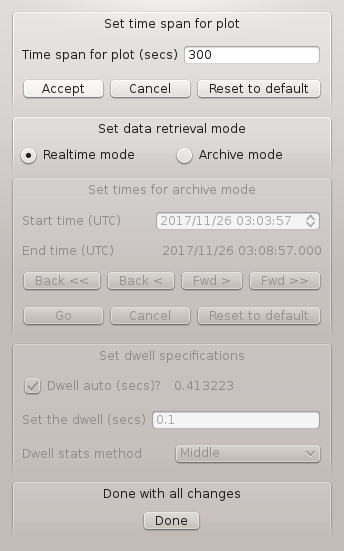 Set time span for plot
Time span for plot (secs) 300
Accept Cancel Reset to default
Set data retrieval mode
Realtime mode Archive mode
Set times for archive mode
Start time (UTC) 2017/11/26 03:03:57
End time (UTC) 2017/11/26 03:08:57.000
Back << Back < Fwd > Fwd >>
Go Cancel Reset to default
Set dwell specifications
Dwell auto (secs)? 0.413223
Set the dwell (secs) 0.1
Dwell stats method Middle
Done with all changes
Done